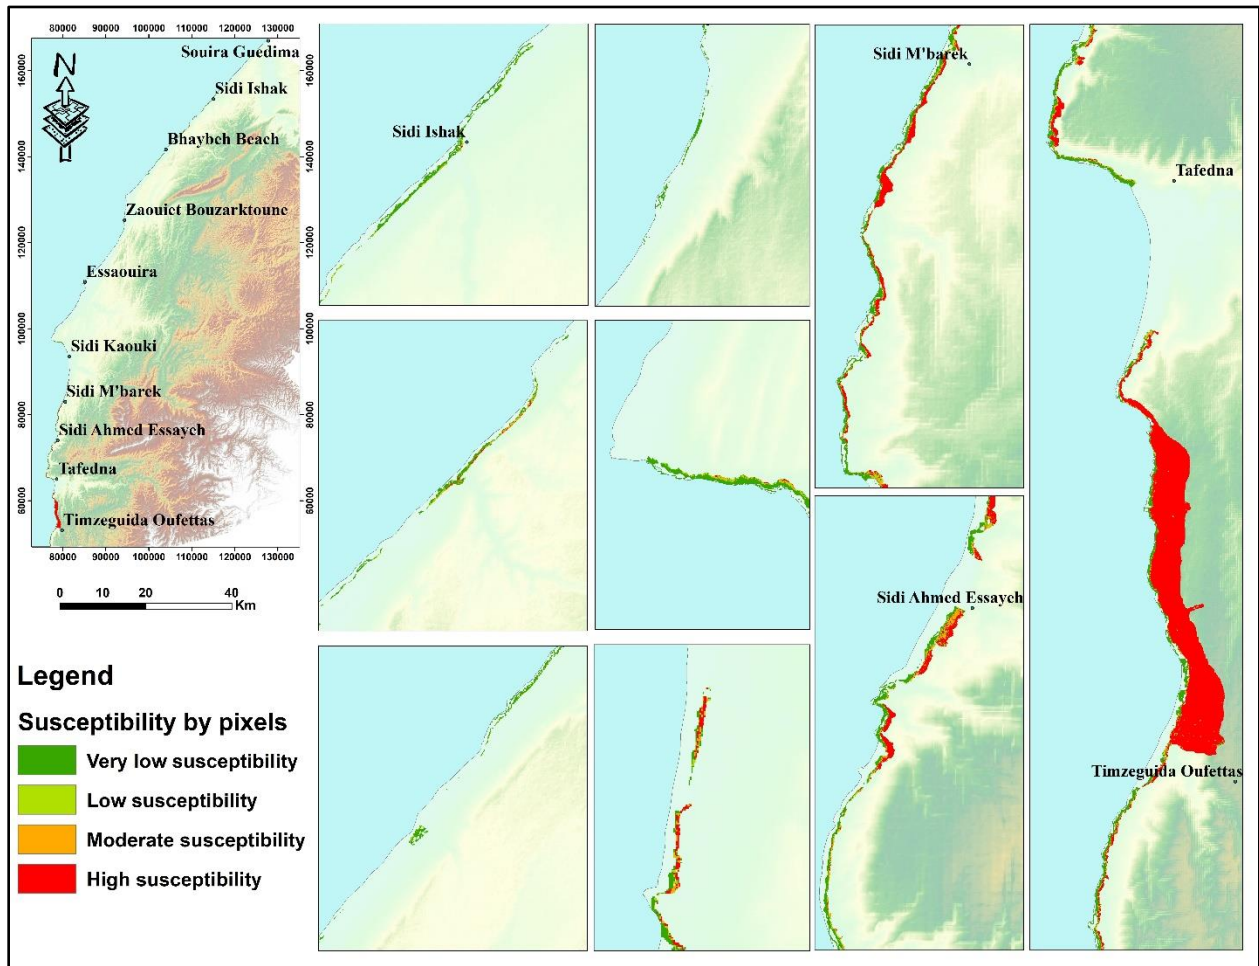 N
Souira Guedima
Sidi Ishak
Bhaybeh Beach
Zaouiet Bouzarktoune
Essaouira
Sidi Kaouki
Sidi M'barek
Sidi Ahmed Essayeh
Tafedna
Timzeguida Oufettas
160000
140000
120000
100000
80000
60000
160000
140000
120000
100000
80000
60000
80000 90000 100000 110000 120000 130000
80000 90000 100000 110000 120000 130000
0 10 20 40
Km
Legend
Susceptibility by pixels
Very low susceptibility
Low susceptibility
Moderate susceptibility
High susceptibility
Sidi Ishak
Sidi M'barek
Sidi Ahmed Essayeh
Tafedna
Timzeguida Oufettas